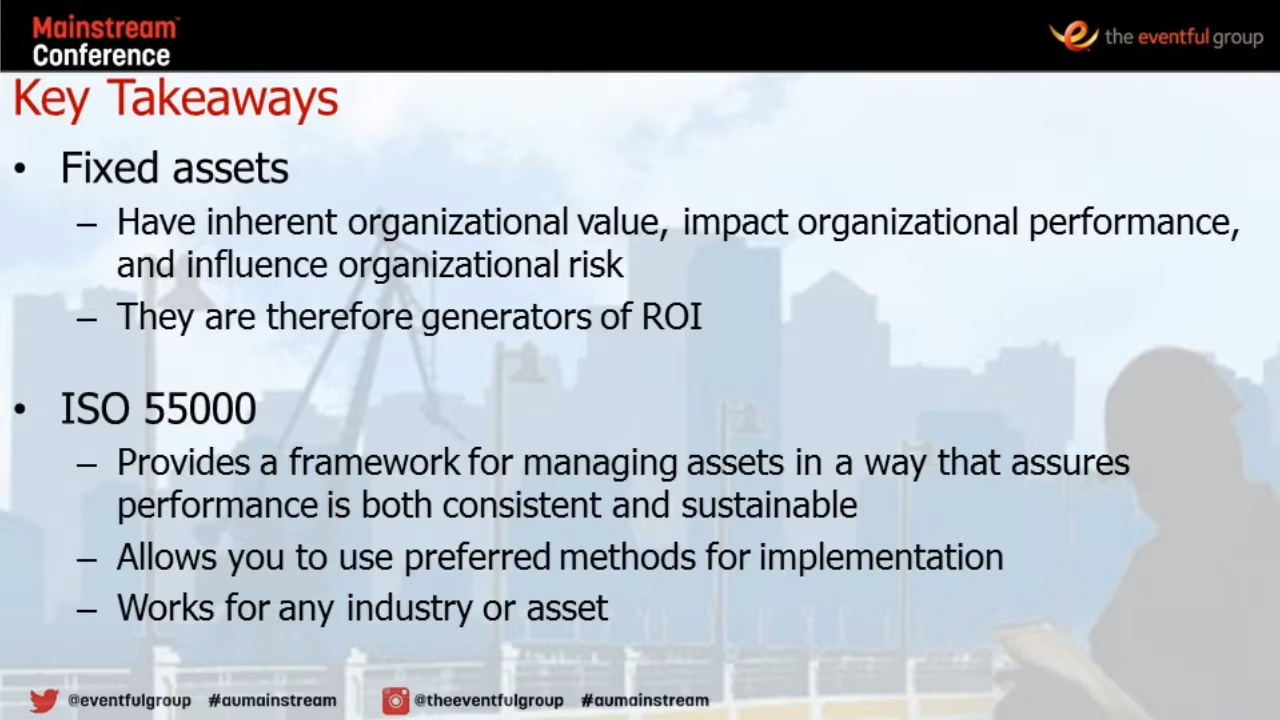 Mainstream™
Conference
the eventful group
Key Takeaways
• Fixed assets
– Have inherent organizational value, impact organizational performance,
and influence organizational risk
– They are therefore generators of ROI
• ISO 55000
– Provides a framework for managing assets in a way that assures
performance is both consistent and sustainable
– Allows you to use preferred methods for implementation
– Works for any industry or asset
@eventfulgroup #aumainstream @theeventfulgroup #aumainstream